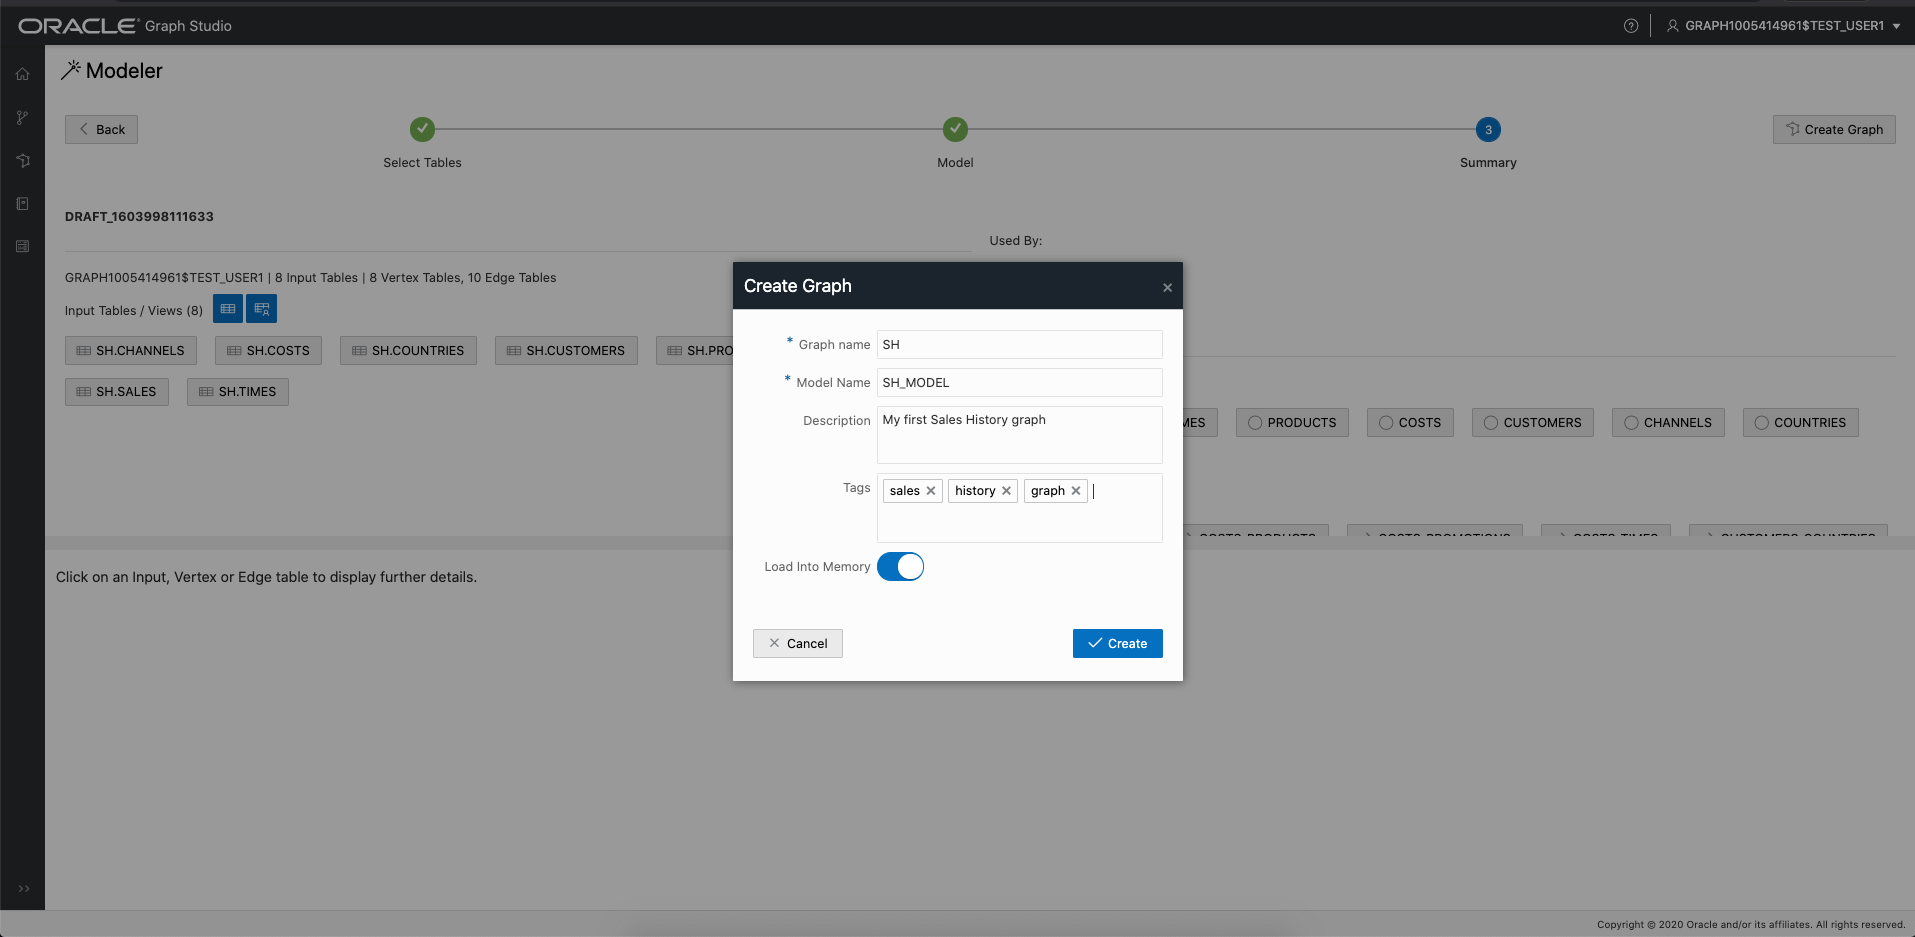 ORACLE Graph Studio
GRAPH1005414961$TEST_USER1
Modeler
Back
Create Graph
3
Select Tables
Model
Summary
DRAFT_1603998111633
Used By:
GRAPH1005414961$TEST_USER1 | 8 Input Tables | 8 Vertex Tables, 10 Edge Tables
Input Tables / Views (8)
SH.CHANNELS
SH.COSTS
SH.COUNTRIES
SH.CUSTOMERS
SH.PRO
SH.SALES
SH.TIMES
MES
PRODUCTS
COSTS
CUSTOMERS
CHANNELS
COUNTRIES
Create Graph
* Graph name SH
* Model Name SH_MODEL
Description My first Sales History graph
Tags sales history graph
Load Into Memory
Cancel
Create
Click on an Input, Vertex or Edge table to display further details.
Copyright © 2020 Oracle and/or its affiliates. All rights reserved.